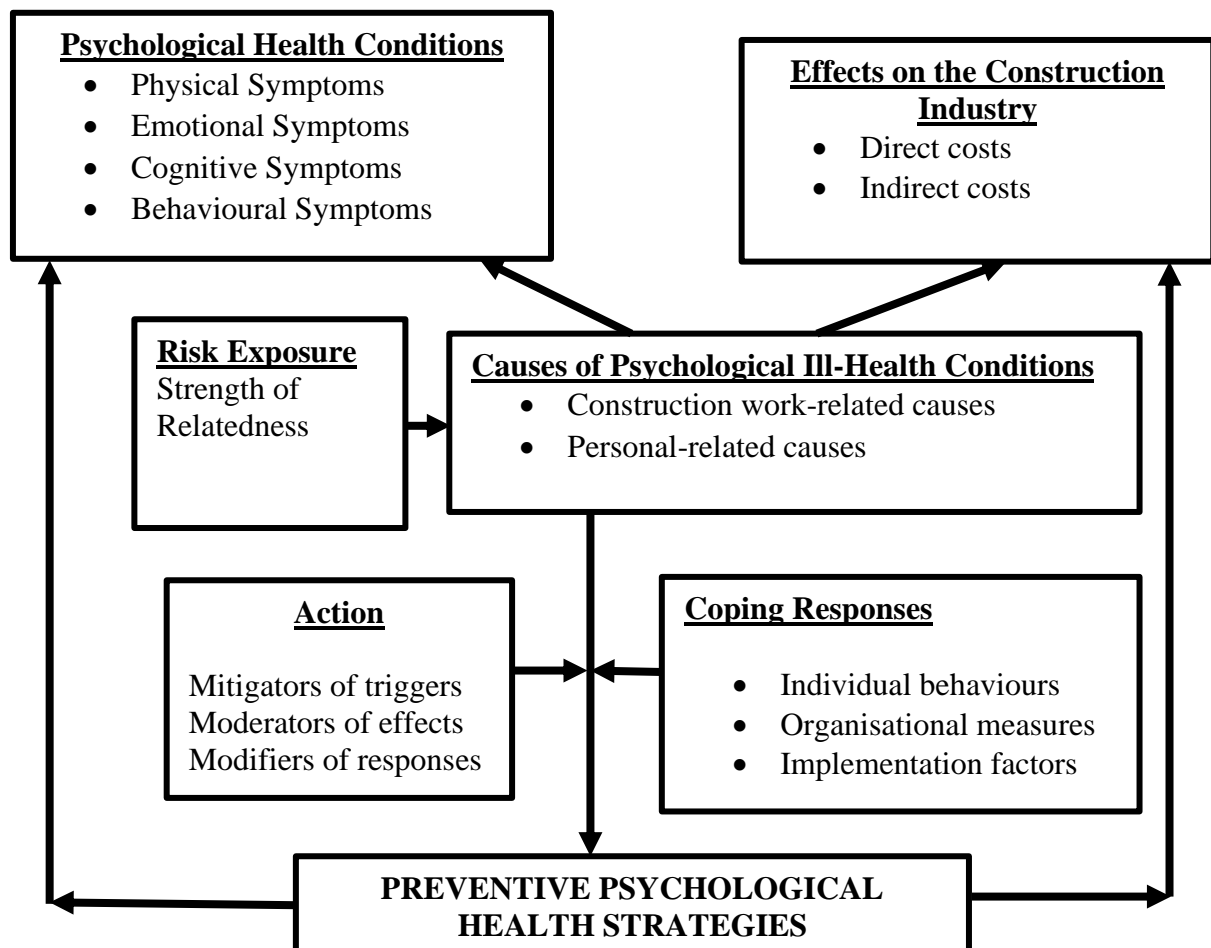 Psychological Health Conditions
• Physical Symptoms
• Emotional Symptoms
• Cognitive Symptoms
• Behavioural Symptoms
Effects on the Construction
Industry
• Direct costs
• Indirect costs
Risk Exposure
Strength of
Relatedness
Causes of Psychological Ill-Health Conditions
• Construction work-related causes
• Personal-related causes
Action
Mitigators of triggers
Moderators of effects
Modifiers of responses
Coping Responses
• Individual behaviours
• Organisational measures
• Implementation factors
PREVENTIVE PSYCHOLOGICAL
HEALTH STRATEGIES